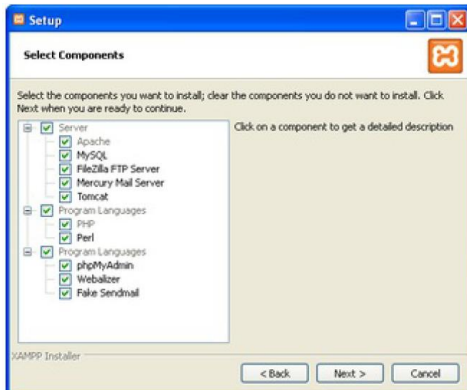 Setup
Select Components
Select the components you want to install; clear the components you do not want to install. Click
Next when you are ready to continue.
Server
Apache
MySQL
FileZilla FTP Server
Mercury Mail Server
Tomcat
Program Languages
PHP
Perl
Program Languages
phpMyAdmin
Webalizer
Fake Sendmail
Click on a component to get a detailed description
XAMPP Installer
< Back
Next >
Cancel